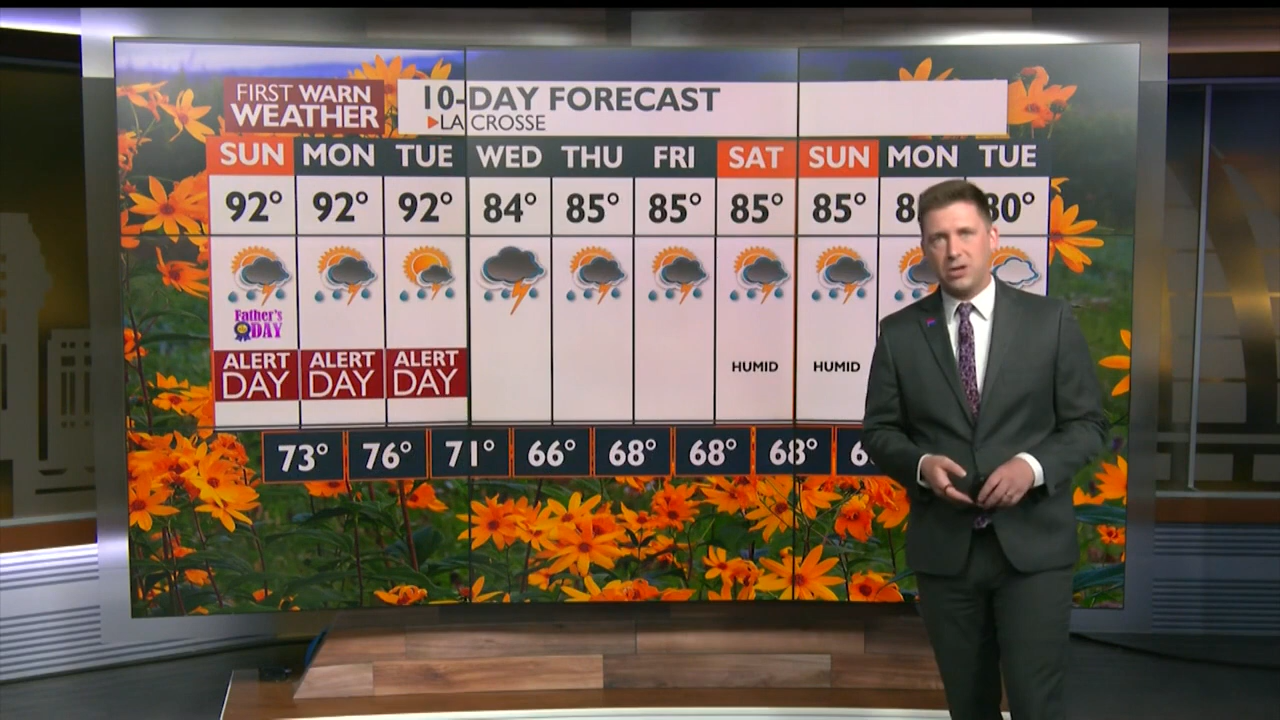 FIRST WARN
WEATHER
10-DAY FORECAST
LA CROSSE
SUN MON TUE WED THU FRI SAT SUN MON TUE
92° 92° 92° 84° 85° 85° 85° 85°
Father's
DAY
ALERT DAY
ALERT DAY
ALERT DAY
HUMID HUMID
73° 76° 71° 66° 68° 68° 68°